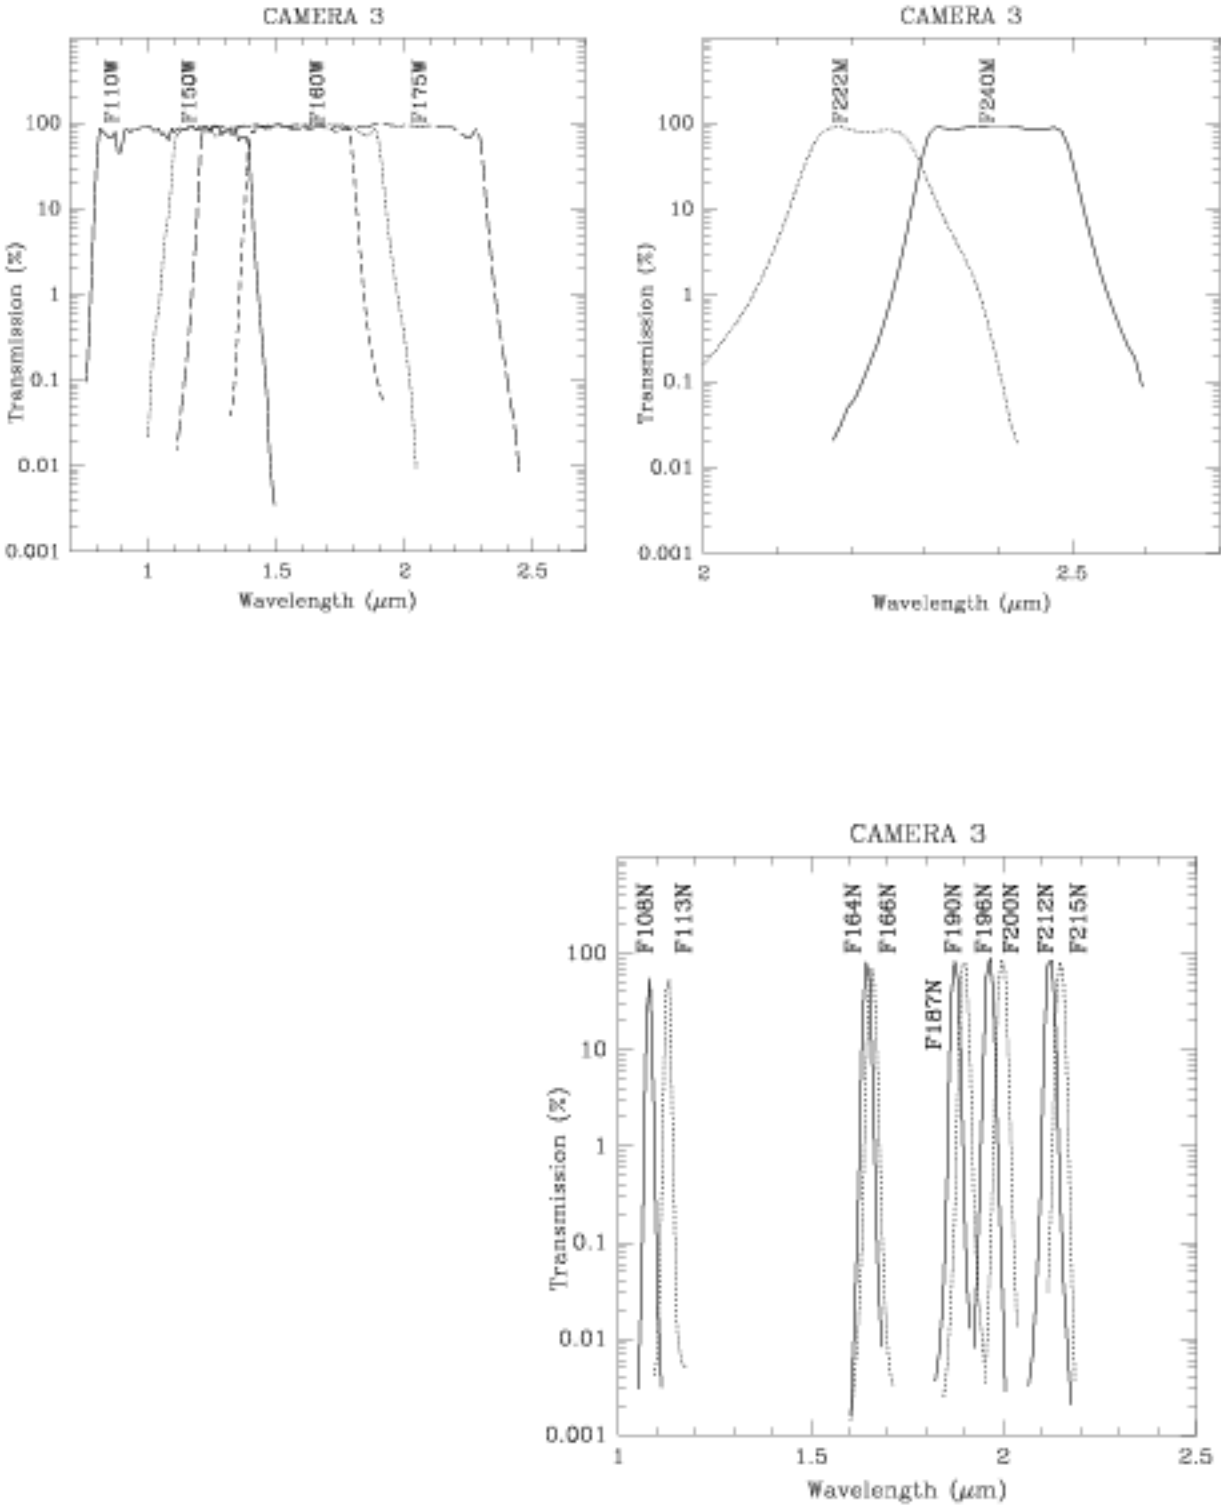 CAMERA 3
F110W
F150W
F160W
F175W
100
10
1
0.1
0.01
0.001
Transmission (%)
1
1.5
2
2.5
Wavelength (μm)
CAMERA 3
F222M
F240M
100
10
1
0.1
0.01
0.001
Transmission (%)
2
2.5
Wavelength (μm)
CAMERA 3
F108N
F113N
F164N
F166N
F187N
F190N
F196N
F200N
F212N
F215N
100
10
1
0.1
0.01
0.001
Transmission (%)
1
1.5
2
2.5
Wavelength (μm)